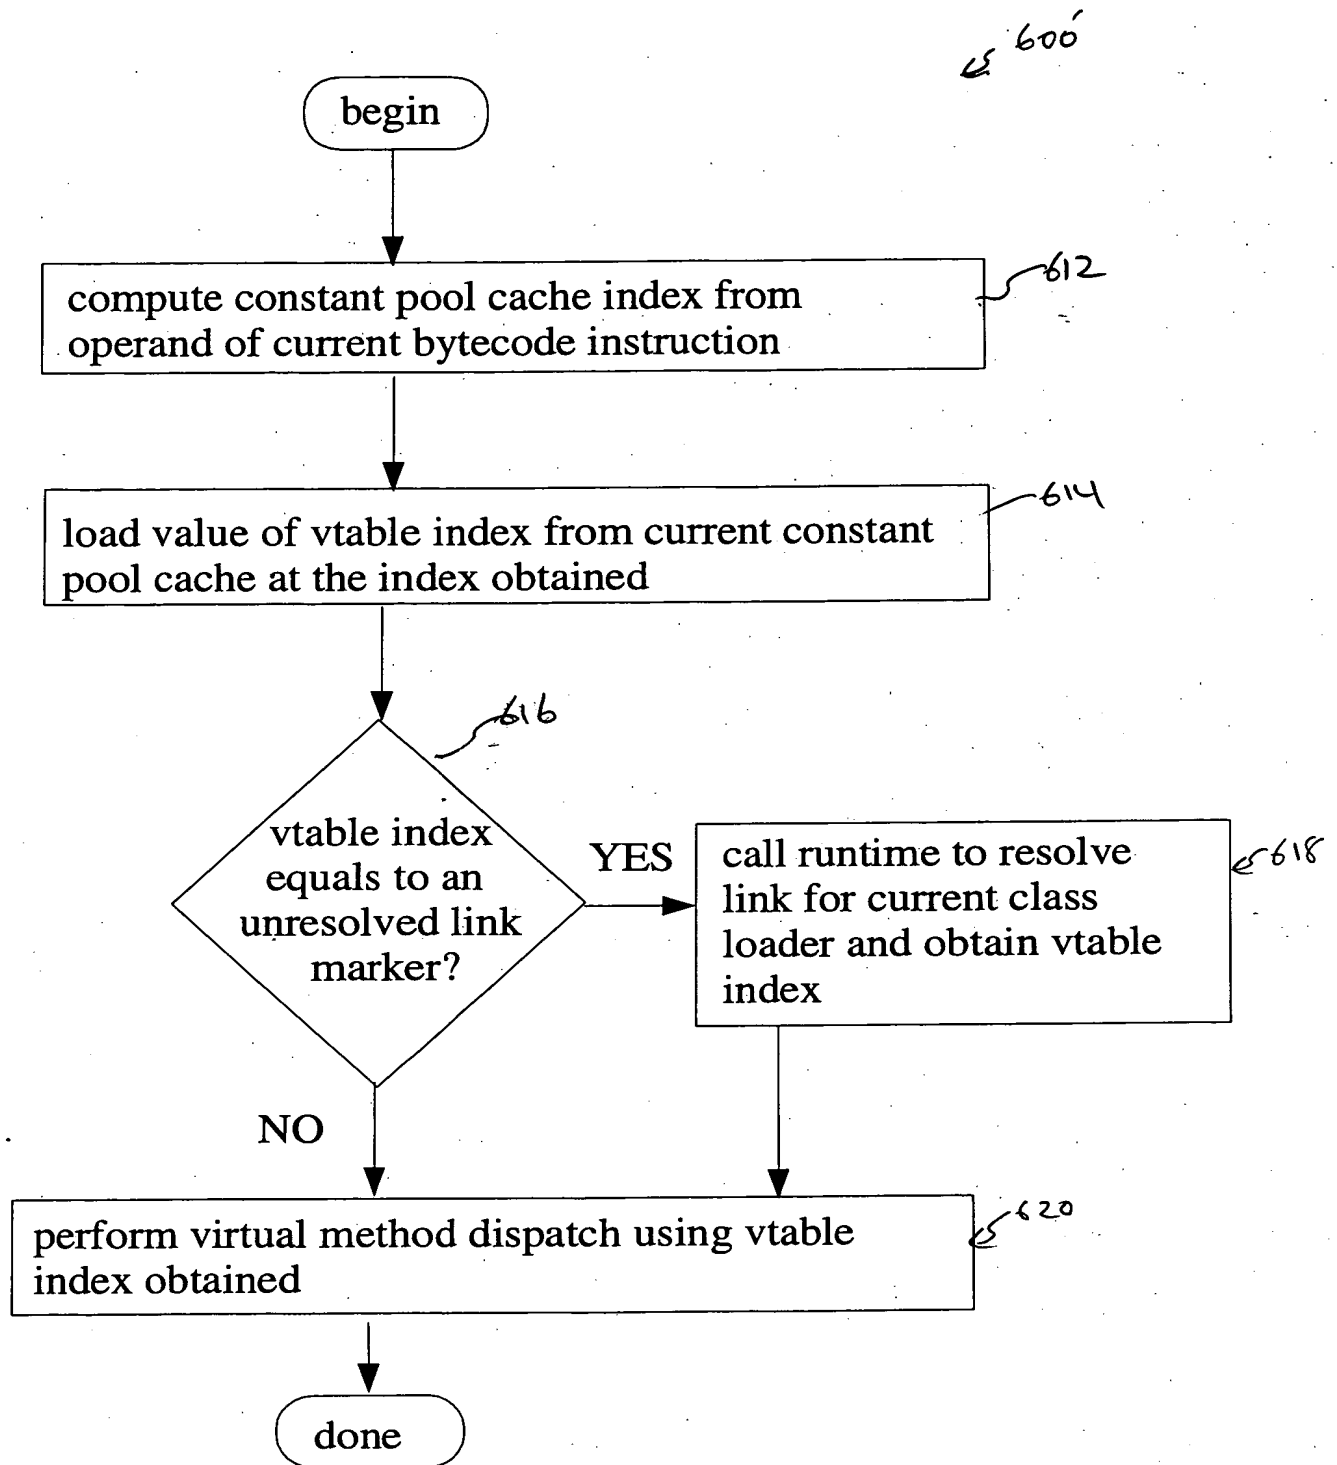 600'
begin
compute constant pool cache index from
operand of current bytecode instruction
612
load value of vtable index from current constant
pool cache at the index obtained
614
616
vtable index
equals to an
unresolved link
marker?
YES
call runtime to resolve
link for current class
loader and obtain vtable
index
618
NO
perform virtual method dispatch using vtable
index obtained
620
done